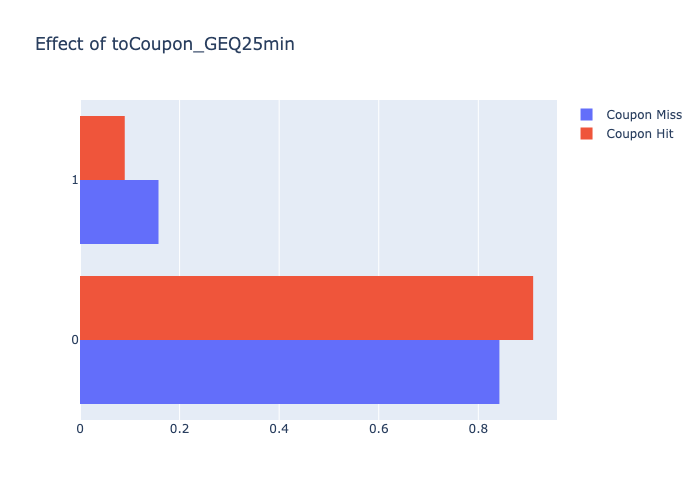 Effect of toCoupon_GEQ25min
Coupon Miss
Coupon Hit
1
0
0 0.2 0.4 0.6 0.8